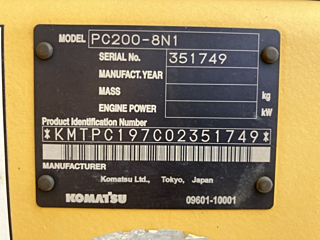 MODEL PC200-8N1
SERIAL NO. 351749
MANUFACT. YEAR
MASS kg
ENGINE POWER kW
Product Identification Number
*KMTPC197C02351749*
MANUFACTURER
Komatsu Ltd., Tokyo, Japan
KOMATSU 09601-10001